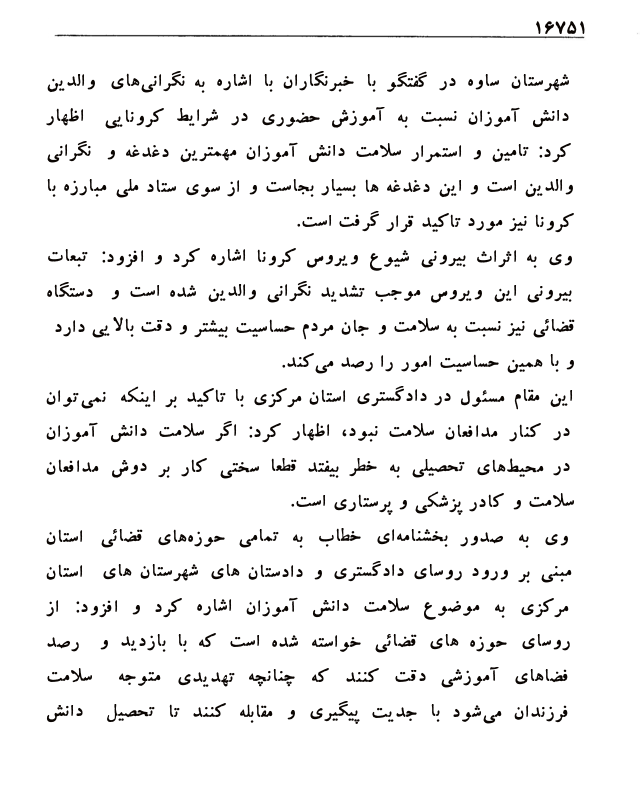 ۱۶۷۵۱
شهرستان ساوه در گفتگو با خبرنگاران با اشاره به نگرانی‌های والدین
دانش آموزان نسبت به آموزش حضوری در شرایط کرونایی اظهار
کرد: تامین و استمرار سلامت دانش آموزان مهمترین دغدغه و نگرانی
والدین است و این دغدغه ها بسیار بجاست و از سوی ستاد ملی مبارزه با
کرونا نیز مورد تاکید قرار گرفت است.
وی به اثراث بیرونی شیوع ویروس کرونا اشاره کرد و افزود: تبعات
بیرونی این ویروس موجب تشدید نگرانی والدین شده است و دستگاه
قضائی نیز نسبت به سلامت و جان مردم حساسیت بیشتر و دقت بالایی دارد
و با همین حساسیت امور را رصد می‌کند.
این مقام مسئول در دادگستری استان مرکزی با تاکید بر اینکه نمی‌توان
در کنار مدافعان سلامت نبود، اظهار کرد: اگر سلامت دانش آموزان
در محیط‌های تحصیلی به خطر بیفتد قطعا سختی کار بر دوش مدافعان
سلامت و کادر پزشکی و پرستاری است.
وی به صدور بخشنامه‌ای خطاب به تمامی حوزه‌های قضائی استان
مبنی بر ورود روسای دادگستری و دادستان های شهرستان های استان
مرکزی به موضوع سلامت دانش آموزان اشاره کرد و افزود: از
روسای حوزه های قضائی خواسته شده است که با بازدید و رصد
فضاهای آموزشی دقت کنند که چنانچه تهدیدی متوجه سلامت
فرزندان می‌شود با جدیت پیگیری و مقابله کنند تا تحصیل دانش